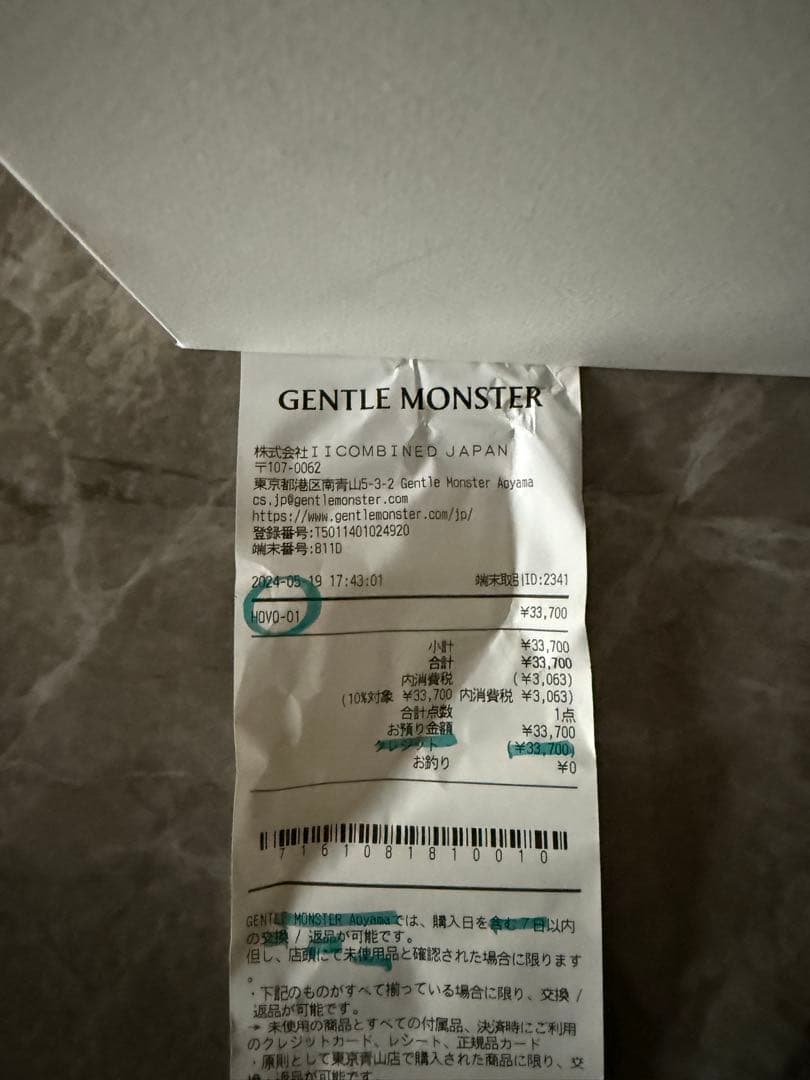 GENTLE MONSTER
株式会社IICOMBINED JAPAN
〒107-0062
東京都港区南青山5-3-2 Gentle Monster Aoyama
cs.jp@gentlemonster.com
https://www.gentlemonster.com/jp/
登録番号:T5011401024920
端末番号:811D
2024-05-19 17:43:01 端末取引ID:2341
HOVO-01 ¥33,700
小計 ¥33,700
合計 ¥33,700
内消費税 (¥3,063)
(10%対象 ¥33,700 内消費税 ¥3,063)
合計点数 1点
お預り金額 ¥33,700
クレジット (¥33,700)
お釣り ¥0
7161081810010
GENTLE MONSTER Aoyamaでは、購入日を含む7日以内
の交換 / 返品が可能です。
但し、店頭にて未使用品と確認された場合に限ります
。
・下記のものがすべて揃っている場合に限り、交換 /
返品が可能です。
→ 未使用の商品とすべての付属品、決済時にご利用
のクレジットカード、レシート、正規品カード
・原則として東京青山店で購入された商品に限り、交
換・返品が可能です。